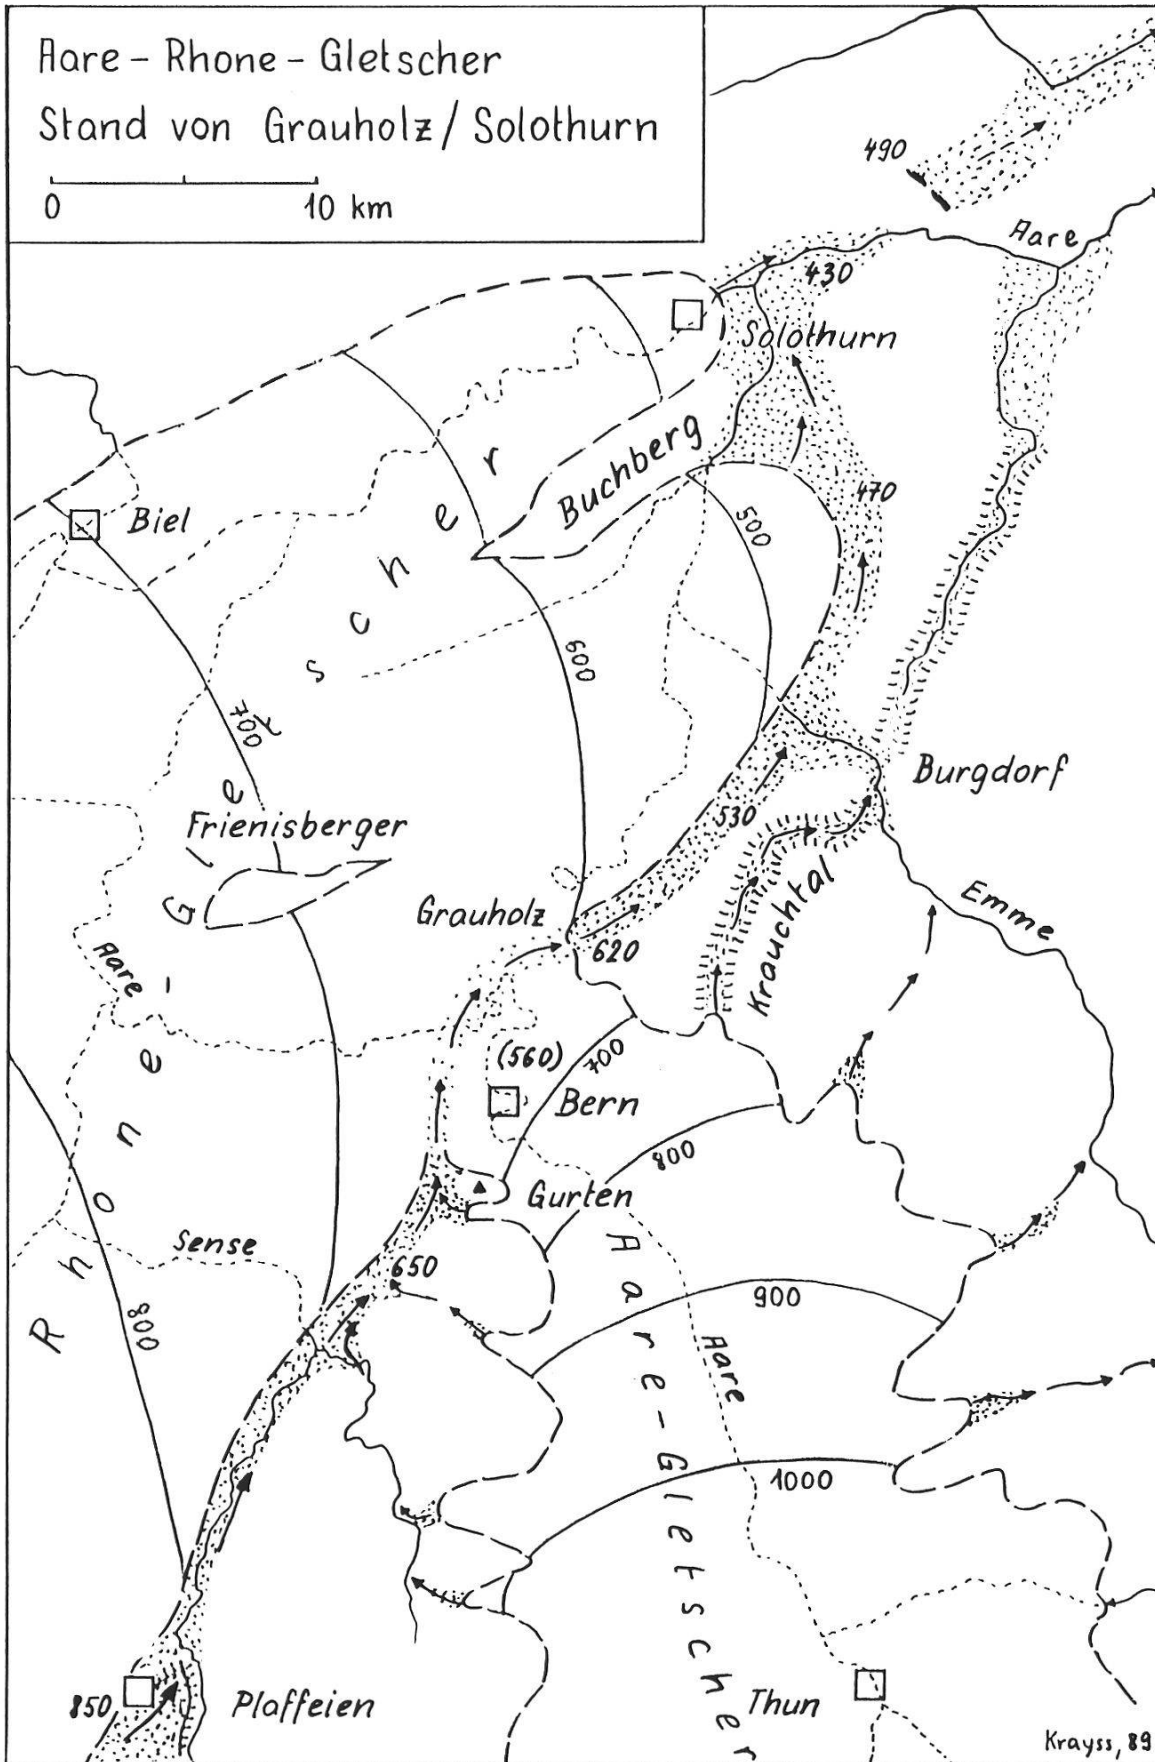 Aare - Rhone - Gletscher
Stand von Grauholz / Solothurn
0 10 km
490
Aare
430
Solothurn
Buchberg
470
Biel
500
600
700
Burgdorf
530
Frienisberger
Krauchtal
Emme
Grauholz
620
Aare
Rhone-Gletscher
(560)
700
Bern
800
Gurten
Sense
650
800
900
Aare
Aare-Gletscher
1000
850
Plaffeien
Thun
Krayss, 89